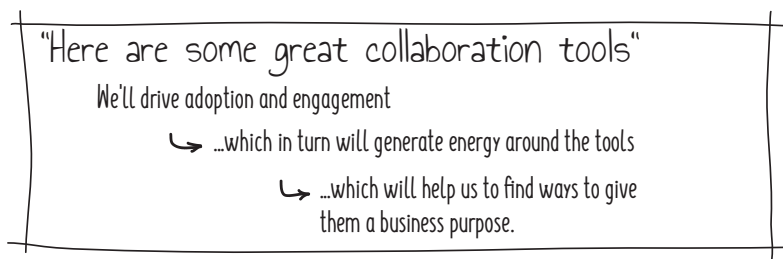 "Here are some great collaboration tools"
We'll drive adoption and engagement
...which in turn will generate energy around the tools
...which will help us to find ways to give
them a business purpose.